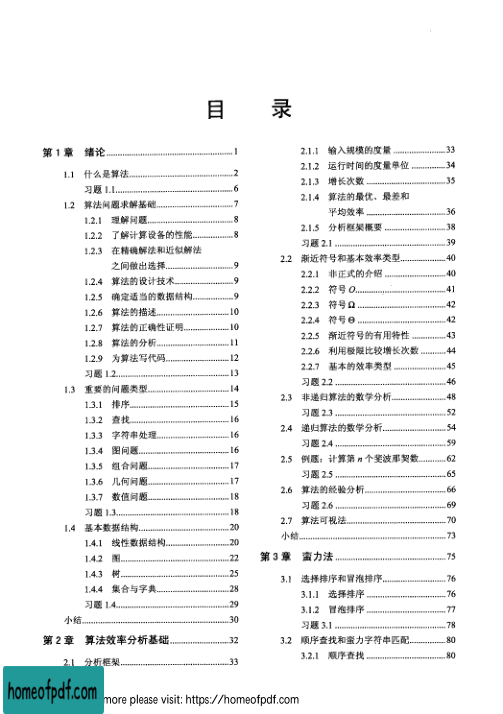 目 录
第 1 章 绪论 ........ 1
1.1 什么是算法 ........ 2
习题 1.1 ........ 6
1.2 算法问题求解基础 ........ 7
1.2.1 理解问题 ........ 8
1.2.2 了解计算设备的性能 ........ 8
1.2.3 在精确解法和近似解法
之间做出选择 ........ 9
1.2.4 算法的设计技术 ........ 9
1.2.5 确定适当的数据结构 ........ 9
1.2.6 算法的描述 ........ 10
1.2.7 算法的正确性证明 ........ 10
1.2.8 算法的分析 ........ 11
1.2.9 为算法写代码 ........ 12
习题 1.2 ........ 13
1.3 重要的问题类型 ........ 14
1.3.1 排序 ........ 15
1.3.2 查找 ........ 16
1.3.3 字符串处理 ........ 16
1.3.4 图问题 ........ 16
1.3.5 组合问题 ........ 17
1.3.6 几何问题 ........ 17
1.3.7 数值问题 ........ 18
习题 1.3 ........ 18
1.4 基本数据结构 ........ 20
1.4.1 线性数据结构 ........ 20
1.4.2 图 ........ 22
1.4.3 树 ........ 25
1.4.4 集合与字典 ........ 28
习题 1.4 ........ 29
小结 ........ 30
第 2 章 算法效率分析基础 ........ 32
2.1 分析框架 ........ 33
2.1.1 输入规模的度量 ........ 33
2.1.2 运行时间的度量单位 ........ 34
2.1.3 增长次数 ........ 35
2.1.4 算法的最优、最差和
平均效率 ........ 36
2.1.5 分析框架概要 ........ 38
习题 2.1 ........ 39
2.2 渐近符号和基本效率类型 ........ 40
2.2.1 非正式的介绍 ........ 40
2.2.2 符号 O ........ 41
2.2.3 符号 Ω ........ 42
2.2.4 符号 Θ ........ 42
2.2.5 渐近符号的有用特性 ........ 43
2.2.6 利用极限比较增长次数 ........ 44
2.2.7 基本的效率类型 ........ 45
习题 2.2 ........ 46
2.3 非递归算法的数学分析 ........ 48
习题 2.3 ........ 52
2.4 递归算法的数学分析 ........ 54
习题 2.4 ........ 59
2.5 例题：计算第 n 个斐波那契数 ........ 62
习题 2.5 ........ 65
2.6 算法的经验分析 ........ 66
习题 2.6 ........ 69
2.7 算法可视法 ........ 70
小结 ........ 73
第 3 章 蛮力法 ........ 75
3.1 选择排序和冒泡排序 ........ 76
3.1.1 选择排序 ........ 76
3.1.2 冒泡排序 ........ 77
习题 3.1 ........ 78
3.2 顺序查找和蛮力字符串匹配 ........ 80
3.2.1 顺序查找 ........ 80
homeofpdf.com
more please visit: https://homeofpdf.com